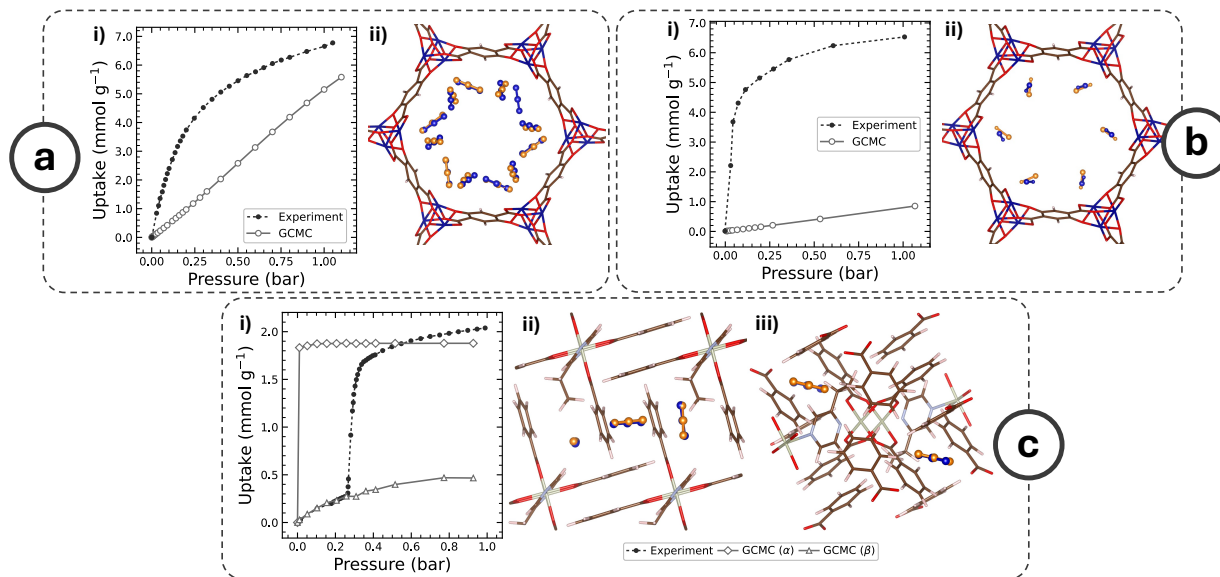 a
i)
ii)
Uptake (mmol g⁻¹)
7.0
6.0
5.0
4.0
3.0
2.0
1.0
0.0
Experiment
GCMC
0.00 0.25 0.50 0.75 1.00
Pressure (bar)
b
i)
ii)
Uptake (mmol g⁻¹)
7.0
6.0
5.0
4.0
3.0
2.0
1.0
0.0
Experiment
GCMC
0.00 0.25 0.50 0.75 1.00
Pressure (bar)
c
i)
ii)
iii)
Uptake (mmol g⁻¹)
2.0
1.5
1.0
0.5
0.0
0.0 0.2 0.4 0.6 0.8 1.0
Pressure (bar)
Experiment GCMC (α) GCMC (β)